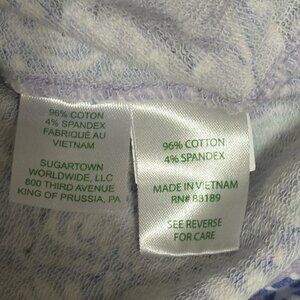 96% COTTON
4% SPANDEX
FABRIQUÉ AU
VIETNAM
SUGARTOWN
WORLDWIDE, LLC
800 THIRD AVENUE
KING OF PRUSSIA, PA
96% COTTON
4% SPANDEX
MADE IN VIETNAM
RN# 83189
SEE REVERSE
FOR CARE